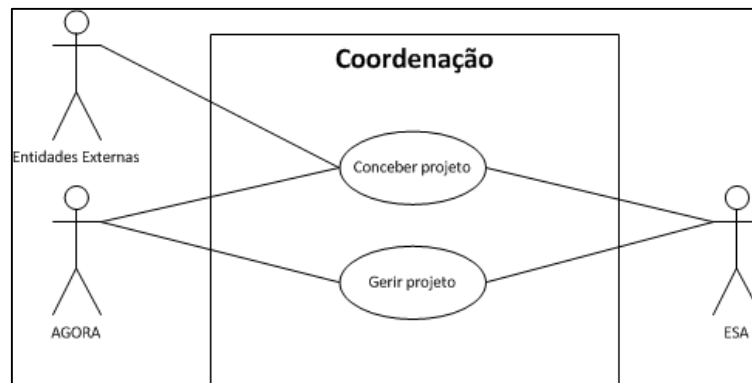 Coordenação
Entidades Externas
Conceber projeto
Gerir projeto
AGORA
ESA